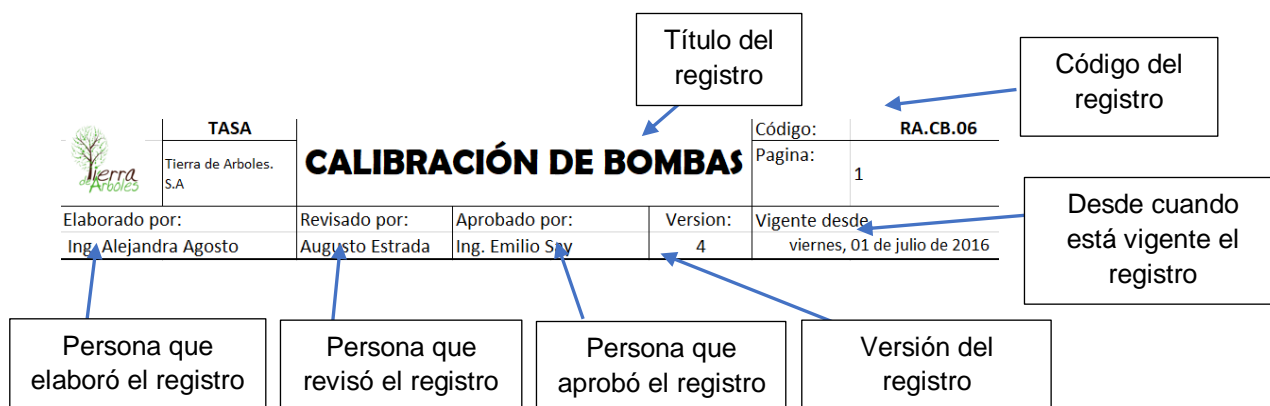 Título del
registro
Código del
registro
TASA
Tierra de Arboles.
S.A
Tierra
de Arboles
CALIBRACIÓN DE BOMBAS
Código: RA.CB.06
Pagina:
1
Elaborado por: Revisado por: Aprobado por: Version: Vigente desde
Ing. Alejandra Agosto Augusto Estrada Ing. Emilio Say 4 viernes, 01 de julio de 2016
Desde cuando
está vigente el
registro
Persona que
elaboró el registro
Persona que
revisó el registro
Persona que
aprobó el registro
Versión del
registro